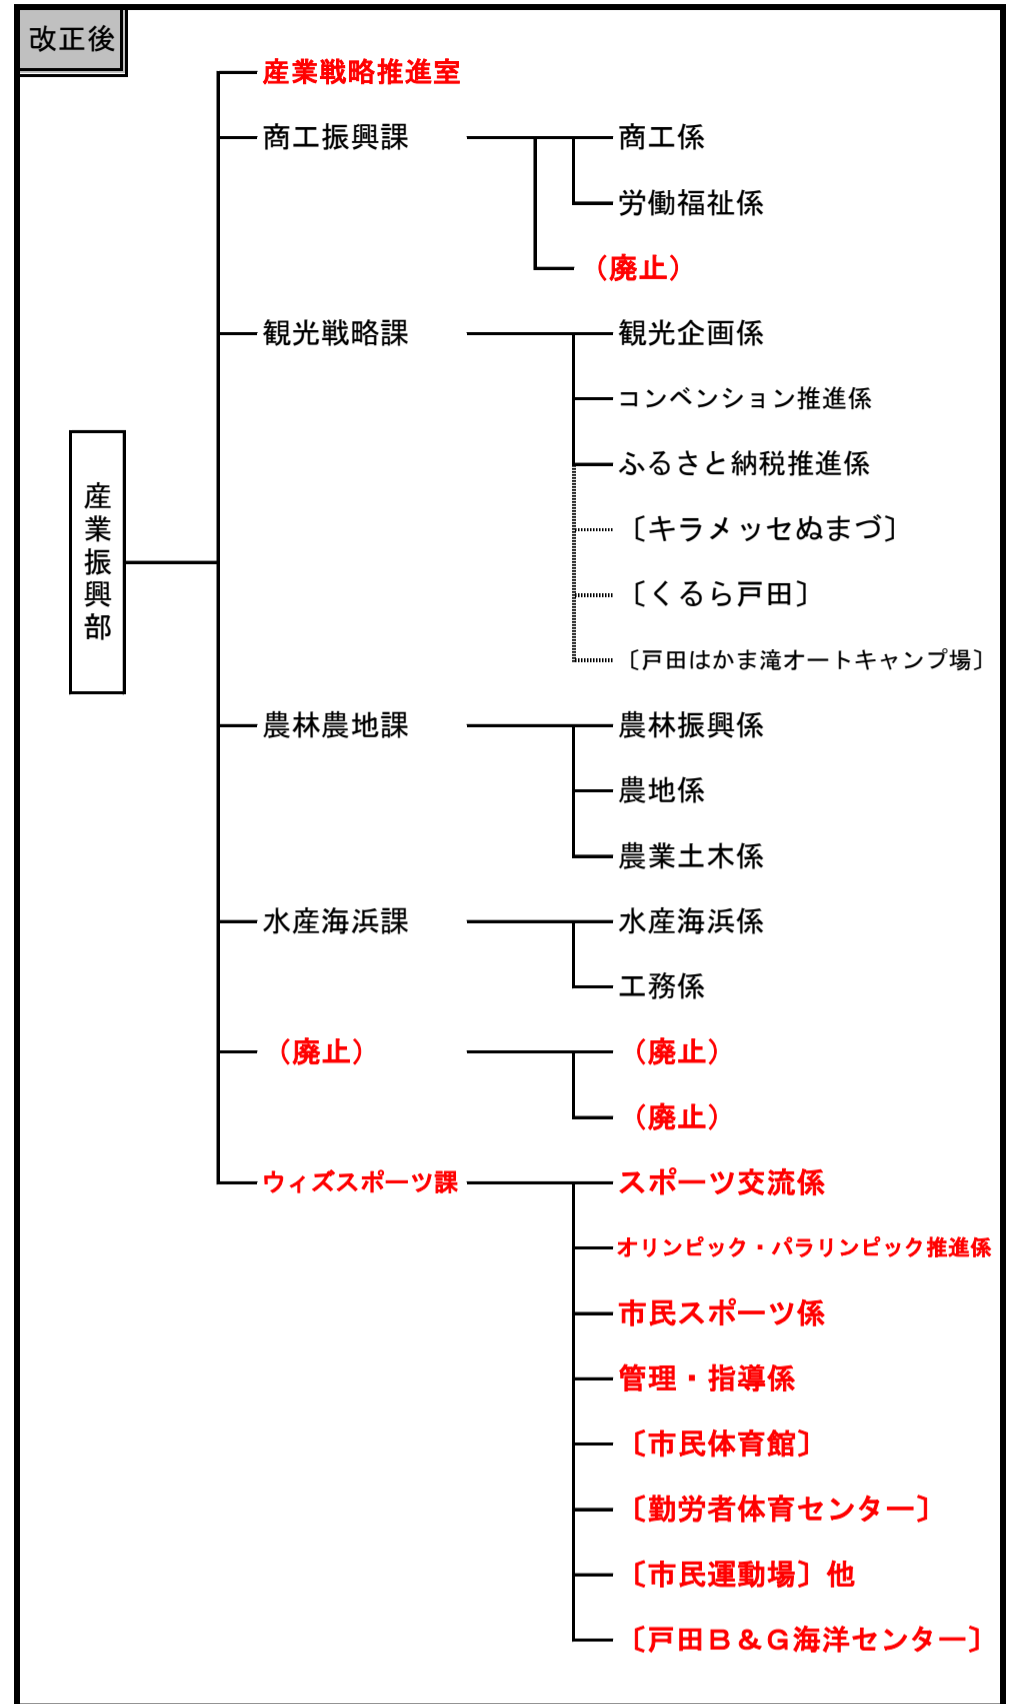 改正後
産業戦略推進室
商工振興課
商工係
労働福祉係
（廃止）
観光戦略課
観光企画係
コンベンション推進係
ふるさと納税推進係
〔キラメッセぬまづ〕
〔くるら戸田〕
〔戸田はかま滝オートキャンプ場〕
産業振興部
農林農地課
農林振興係
農地係
農業土木係
水産海浜課
水産海浜係
工務係
（廃止）
（廃止）
（廃止）
ウィズスポーツ課
スポーツ交流係
オリンピック・パラリンピック推進係
市民スポーツ係
管理・指導係
〔市民体育館〕
〔勤労者体育センター〕
〔市民運動場〕他
〔戸田Ｂ＆Ｇ海洋センター〕